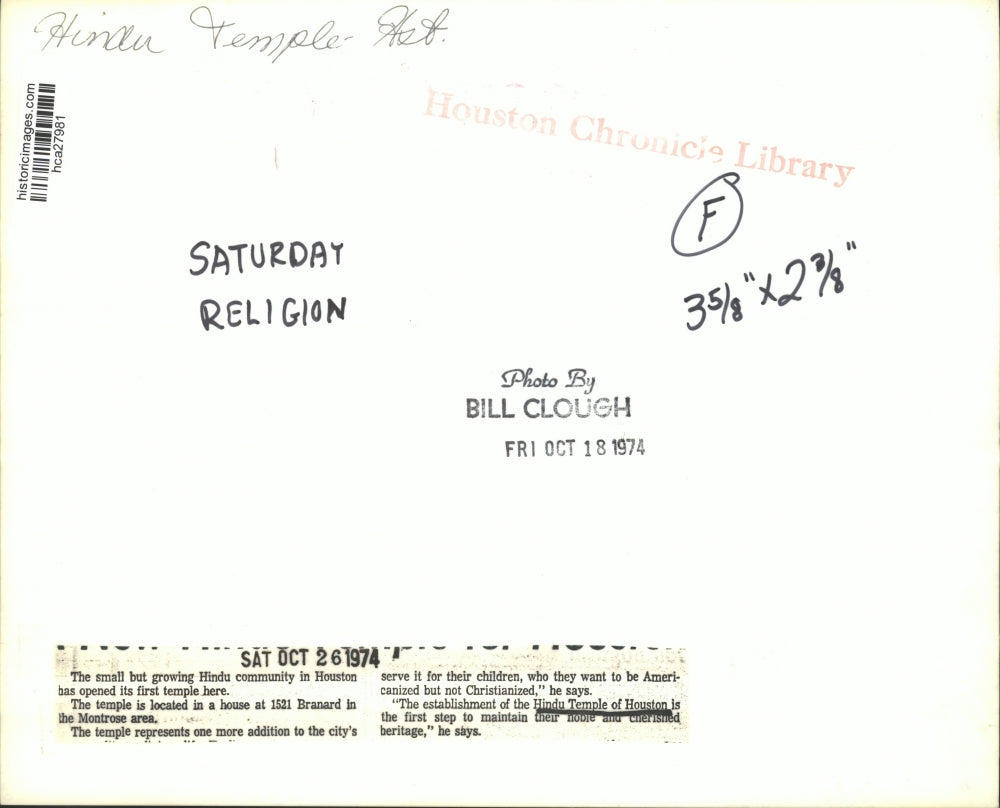 Hindu Temple - Hst.
historicimages.com
hca27981
Houston Chronicle Library
F
SATURDAY
RELIGION
3 5/8" x 2 3/8"
Photo By
BILL CLOUGH
FRI OCT 18 1974
SAT OCT 26 1974
The small but growing Hindu community in Houston
has opened its first temple here.
The temple is located in a house at 1521 Branard in
the Montrose area.
The temple represents one more addition to the city's
serve it for their children, who they want to be Ameri-
canized but not Christianized," he says.
"The establishment of the Hindu Temple of Houston is
the first step to maintain their noble and cherished
heritage," he says.